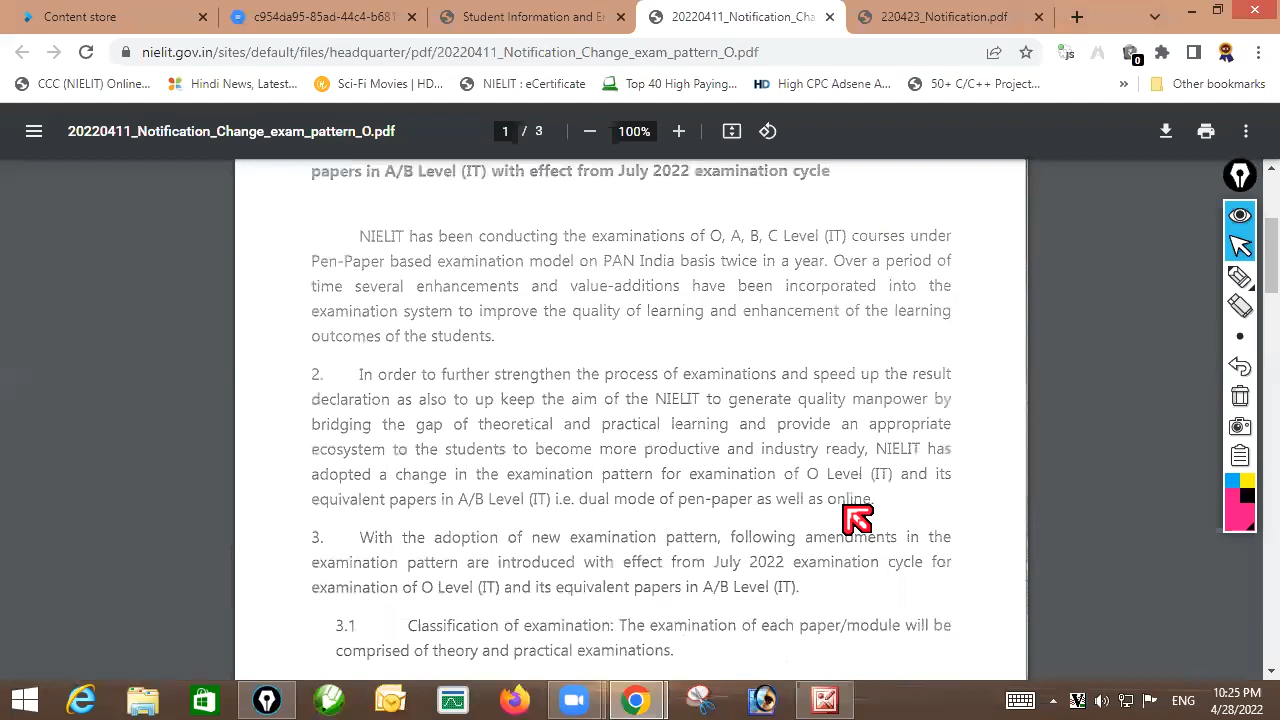 Content store
c954da95-85ad-44c4-b681
Student Information and E
20220411_Notification_Cha
220423_Notification.pdf
nielit.gov.in/sites/default/files/headquarter/pdf/20220411_Notification_Change_exam_pattern_O.pdf
JS
0
CCC (NIELIT) Online...
Hindi News, Latest...
Sci-Fi Movies | HD...
NIELIT : eCertificate
Top 40 High Paying...
HD
High CPC Adsene A...
50+ C/C++ Project...
»
Other bookmarks
20220411_Notification_Change_exam_pattern_O.pdf
1 / 3
100%
papers in A/B Level (IT) with effect from July 2022 examination cycle
NIELIT has been conducting the examinations of O, A, B, C Level (IT) courses under
Pen-Paper based examination model on PAN India basis twice in a year. Over a period of
time several enhancements and value-additions have been incorporated into the
examination system to improve the quality of learning and enhancement of the learning
outcomes of the students.
2. In order to further strengthen the process of examinations and speed up the result
declaration as also to up keep the aim of the NIELIT to generate quality manpower by
bridging the gap of theoretical and practical learning and provide an appropriate
ecosystem to the students to become more productive and industry ready, NIELIT has
adopted a change in the examination pattern for examination of O Level (IT) and its
equivalent papers in A/B Level (IT) i.e. dual mode of pen-paper as well as online.
3. With the adoption of new examination pattern, following amendments in the
examination pattern are introduced with effect from July 2022 examination cycle for
examination of O Level (IT) and its equivalent papers in A/B Level (IT).
3.1 Classification of examination: The examination of each paper/module will be
comprised of theory and practical examinations.
ENG
10:25 PM
4/28/2022